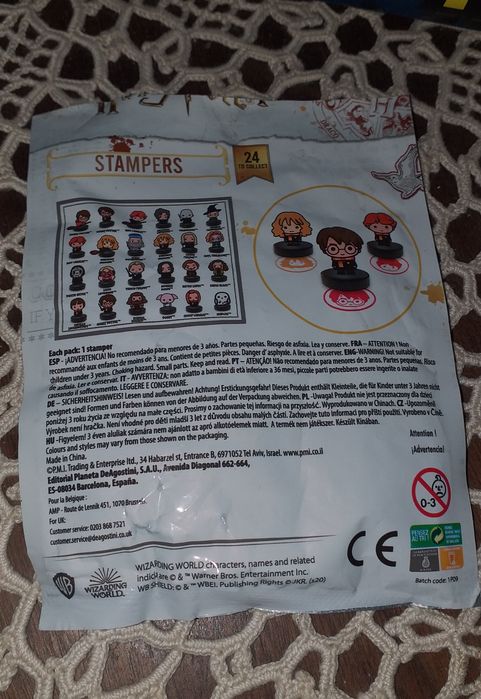 STAMPERS
24
TO COLLECT
Each pack: 1 stamper
ESP - ¡ADVERTENCIA! No recomendado para menores de 3 años. Partes pequeñas. Riesgo de asfixia. Lea y conserve. FRA – ATTENTION ! Non
recommandé aux enfants de moins de 3 ans. Contient de petites pièces. Danger d'asphyxie. A lire et à conserver. ENG-WARNING! Not suitable for
children under 3 years. Choking hazard. Small parts. Keep and read. PT – ATENÇÃO! Não recomendado para menores de 3 anos. Partes pequenas. Risco
de asfixia. Leia e conserve. IT - AVVERTENZA: non adatto a bambini di età inferiore a 36 mesi, piccole parti potrebbero essere ingerite o inalate
causando il soffocamento. LEGGERE E CONSERVARE.
DE – SICHERHEITSHINWEIS! Lesen und aufbewahren! Achtung! Erstickungsgefahr! Dieses Produkt enthält Kleinteile, die für Kinder unter 3 Jahren nicht
geeignet sind! Formen und Farben können von der Abbildung auf der Verpackung abweichen. PL -Uwaga! Produkt nie jest przeznaczony dla dzieci
poniżej 3 roku życia ze względu na małe części. Prosimy o zachowanie tej informacji na przyszłość. Wyprodukowano w Chinach. CZ -Upozornění.
Výrobek není hračka. Není vhodné pro děti mladší 3 let z důvodu obsahu malých částí. Zachovejte tuto informaci pro příští použití. Vyrobeno v Číně.
HU -Figyelem! 3 éven aluliak számára nem ajánlott az apró alkotóelemek miatt. A termék nem játékszer. Készült Kínában.
Colours and styles may vary from those shown on the packaging.
Made in China.
©P.M.I. Trading & Enterprise ltd., 34 Habarzel st, Entrance B, 6971052 Tel Aviv, Israel. www.pmi.co.il
Editorial Planeta DeAgostini, S.A.U., Avenida Diagonal 662-664,
ES-08034 Barcelona, España.
Pour la Belgique :
AMP - Route de Lennik 451, 1070 Bruxelles
For UK:
Customer service: 0203 868 7521
customer.service@deagostini.co.uk
Attention !
¡Advertencia!
0-3
CE
WB
WIZARDING
WORLD
WIZARDING WORLD characters, names and related
indicia are © & ™ Warner Bros. Entertainment Inc.
WB SHIELD: © & ™ WBEI. Publishing Rights © JKR. (s20)
PENSEZ
AU TRI !
Batch code: 1P09